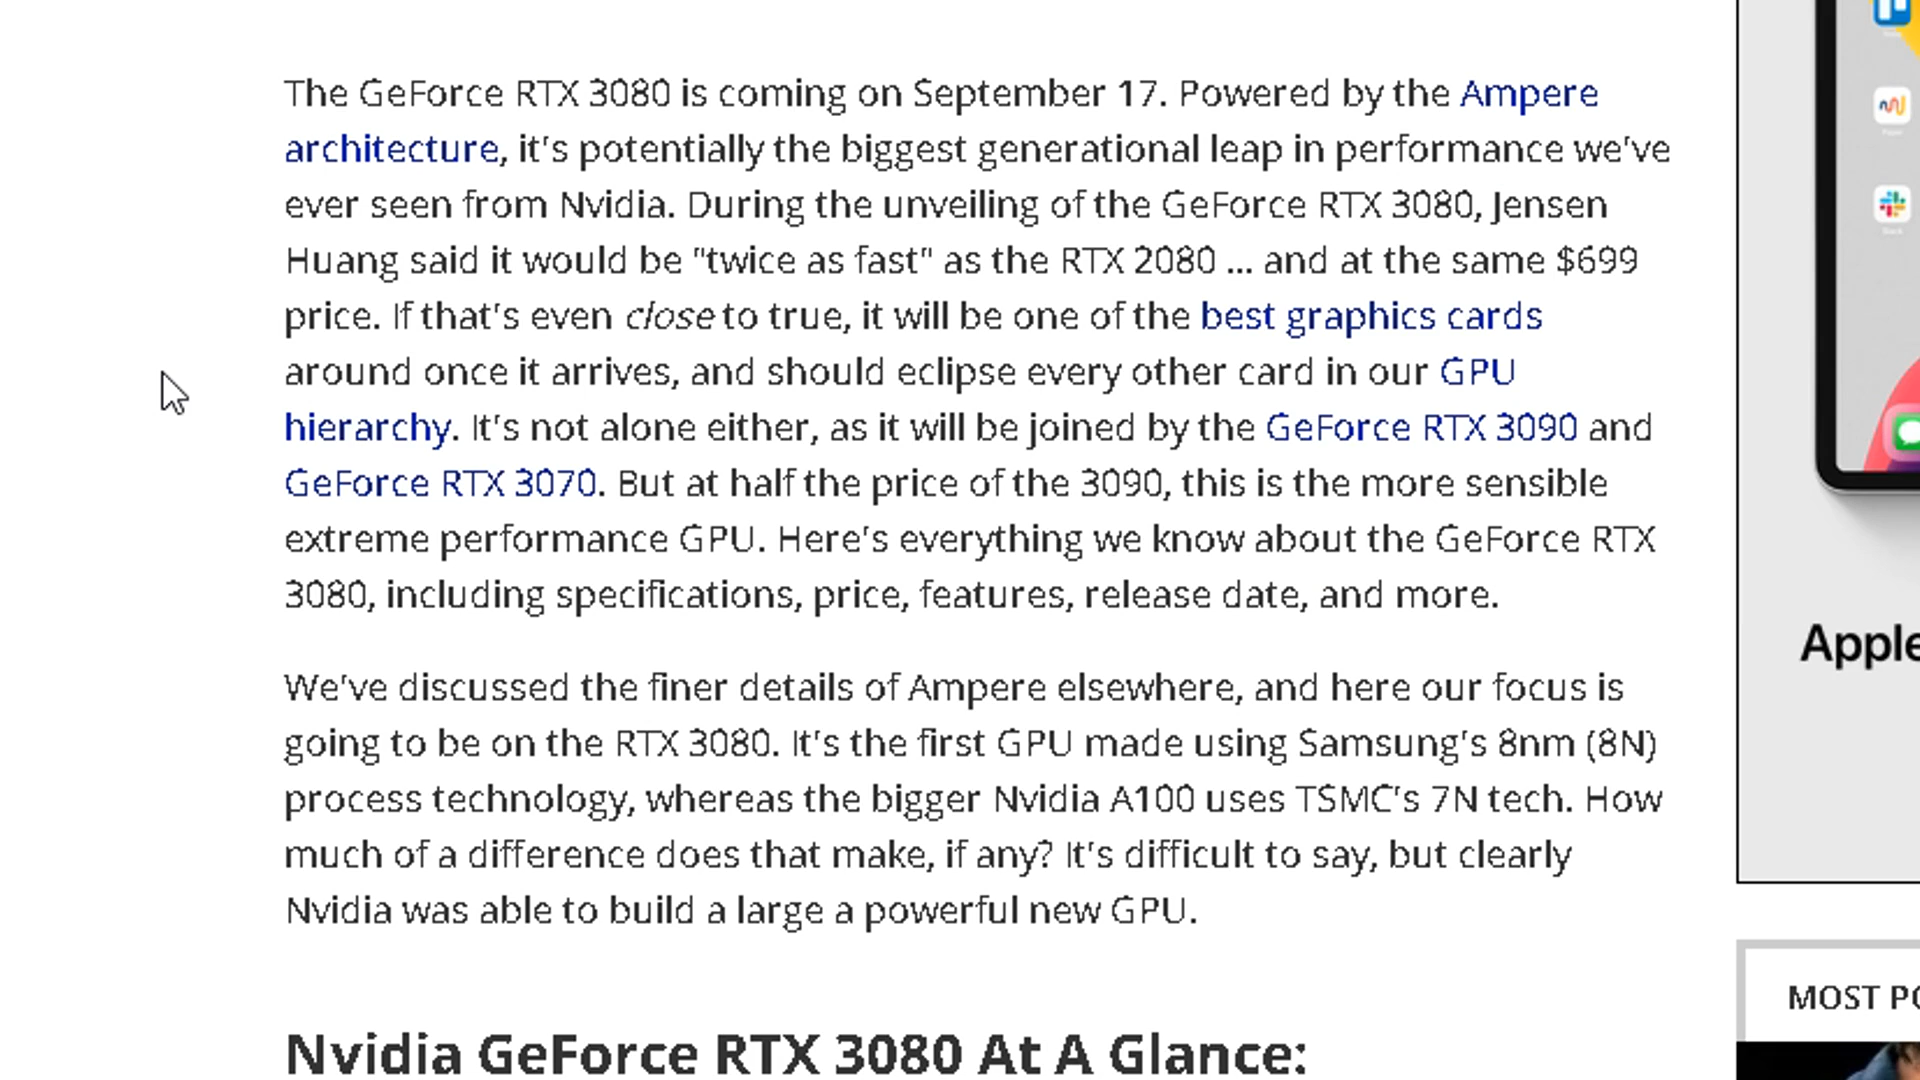 The GeForce RTX 3080 is coming on September 17. Powered by the Ampere
architecture, it's potentially the biggest generational leap in performance we've
ever seen from Nvidia. During the unveiling of the GeForce RTX 3080, Jensen
Huang said it would be "twice as fast" as the RTX 2080 ... and at the same $699
price. If that's even close to true, it will be one of the best graphics cards
around once it arrives, and should eclipse every other card in our GPU
hierarchy. It's not alone either, as it will be joined by the GeForce RTX 3090 and
GeForce RTX 3070. But at half the price of the 3090, this is the more sensible
extreme performance GPU. Here's everything we know about the GeForce RTX
3080, including specifications, price, features, release date, and more.
We've discussed the finer details of Ampere elsewhere, and here our focus is
going to be on the RTX 3080. It's the first GPU made using Samsung's 8nm (8N)
process technology, whereas the bigger Nvidia A100 uses TSMC's 7N tech. How
much of a difference does that make, if any? It's difficult to say, but clearly
Nvidia was able to build a large a powerful new GPU.
Nvidia GeForce RTX 3080 At A Glance:
Apple
MOST PO